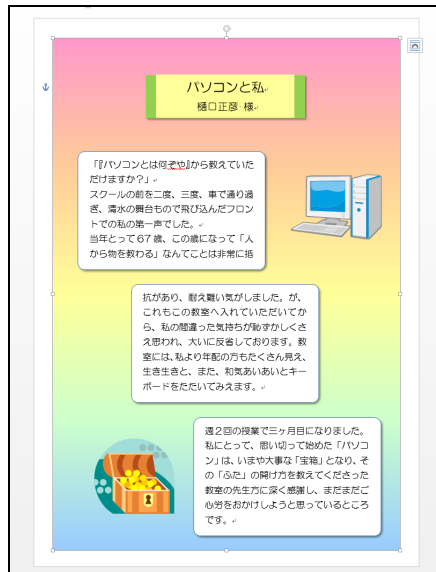 パソコンと私
樋口正彦 様
「『パソコンとは何ぞや』から教えていた
だけますか？」
スクールの前を二度、三度、車で通り過
ぎ、清水の舞台もので飛び込んだフロン
トでの私の第一声でした。
当年とって６７歳、この歳になって「人
から物を教わる」なんてことは非常に抵
抗があり、耐え難い気がしました。が、
これもこの教室へ入れていただいてか
ら、私の間違った気持ちが恥ずかしくさ
え思われ、大いに反省しております。教
室には、私より年配の方もたくさん見え、
生き生きと、また、和気あいあいとキー
ボードをたたいてみえます。
週２回の授業で三ヶ月目になりました。
私にとって、思い切って始めた「パソコ
ン」は、いまや大事な「宝箱」となり、そ
の「ふた」の開け方を教えてくださった
教室の先生方に深く感謝し、まだまだご
心労をおかけしようと思っているところ
です。